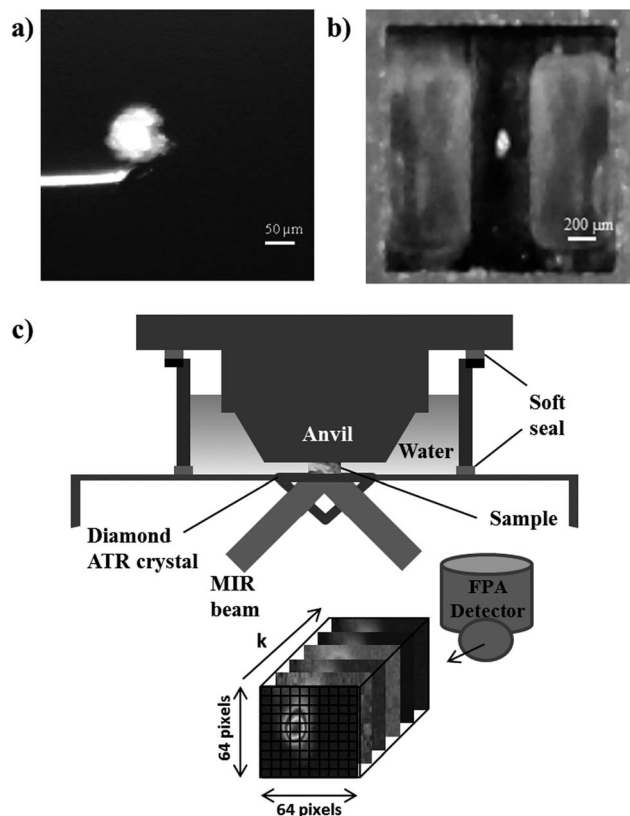 a)
b)
50 µm
200 µm
c)
Soft
seal
Anvil
Water
Diamond
ATR crystal
Sample
MIR
beam
FPA
Detector
k
64 pixels
64 pixels